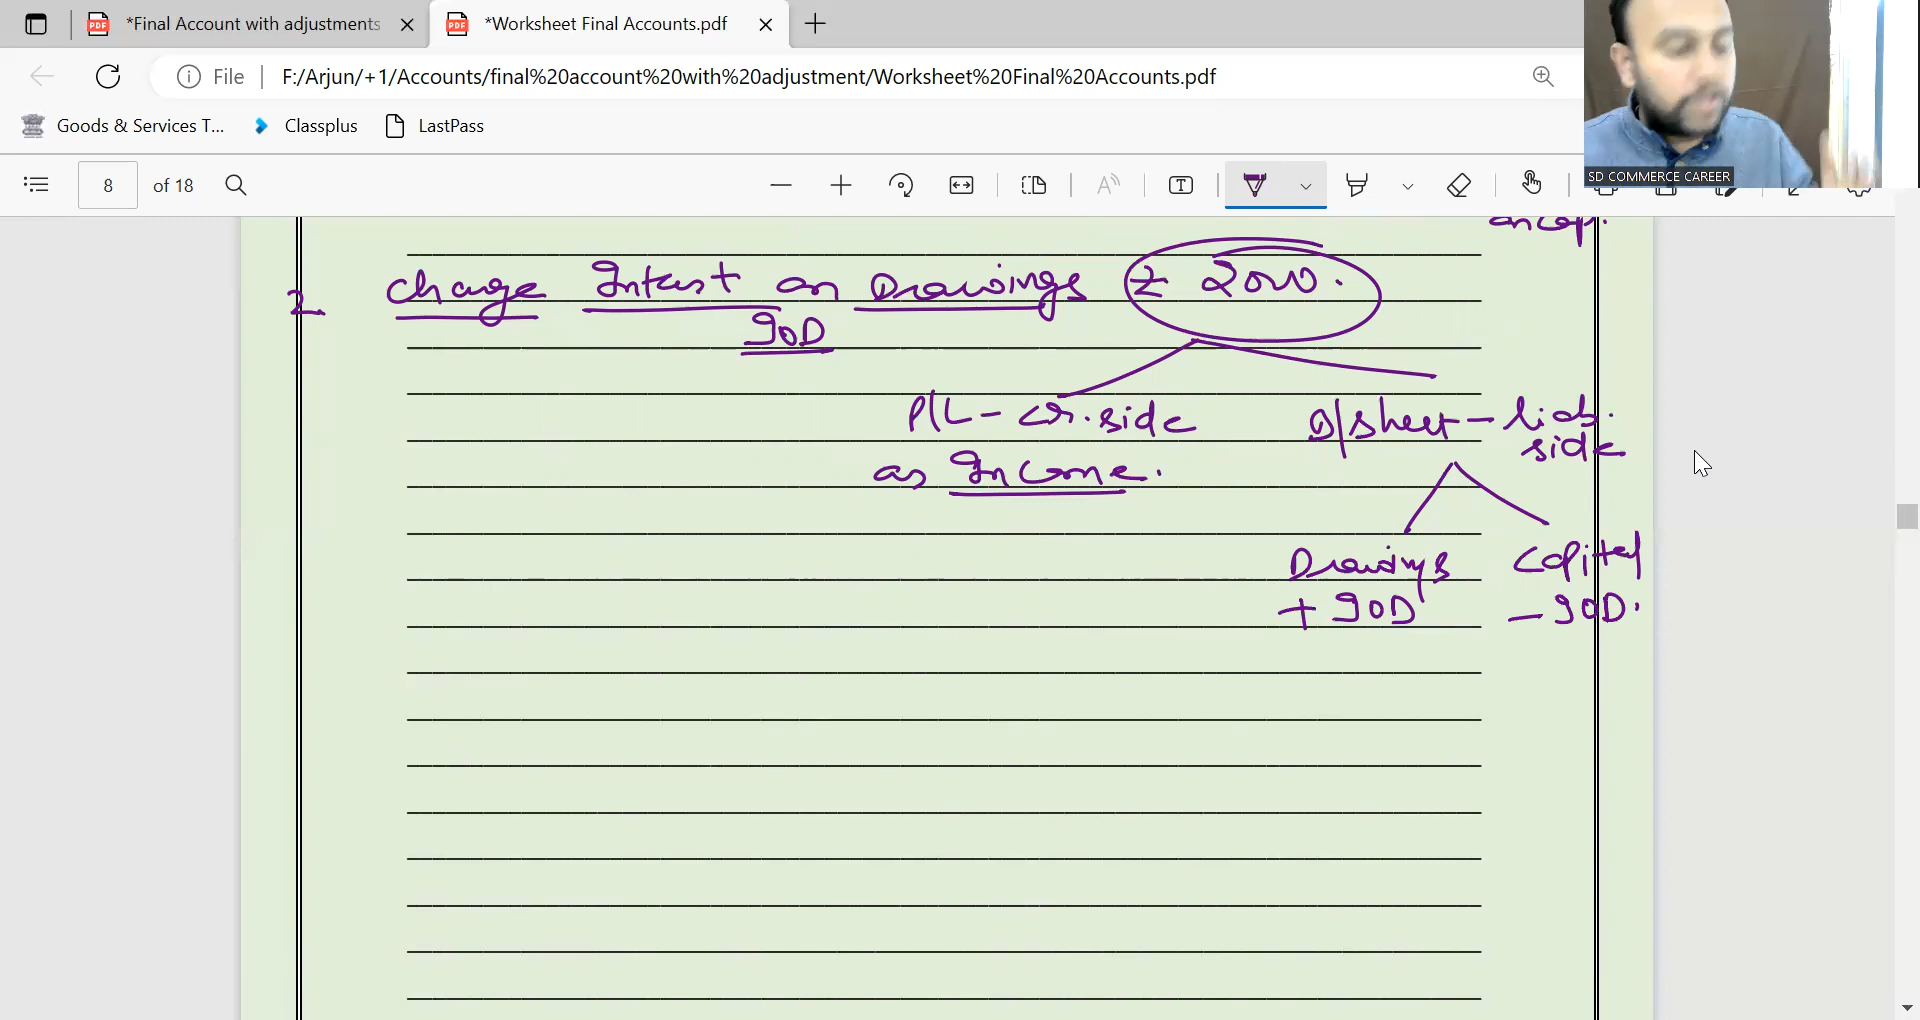 *Final Account with adjustments
*Worksheet Final Accounts.pdf
File
F:/Arjun/+1/Accounts/final%20account%20with%20adjustment/Worksheet%20Final%20Accounts.pdf
Goods & Services T...
Classplus
LastPass
SD COMMERCE CAREER
8
of 18
2.
Charge Interest on Drawings ₹ 2000.
IOD
P/L - cr. side
B/sheet - liab.
side
as Income.
Drawings
Capital
+ IOD
- IOD.